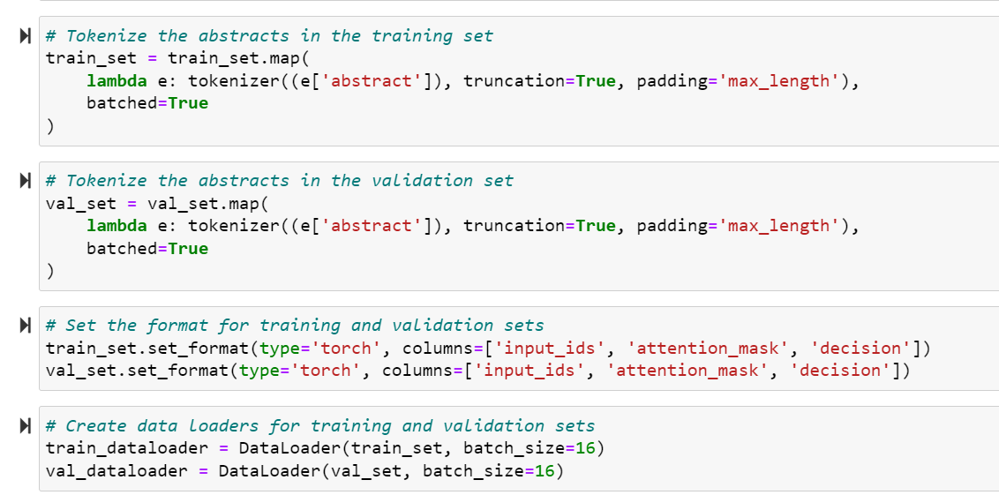 # Tokenize the abstracts in the training set
train_set = train_set.map(
    lambda e: tokenizer((e['abstract']), truncation=True, padding='max_length'),
    batched=True
)
# Tokenize the abstracts in the validation set
val_set = val_set.map(
    lambda e: tokenizer((e['abstract']), truncation=True, padding='max_length'),
    batched=True
)
# Set the format for training and validation sets
train_set.set_format(type='torch', columns=['input_ids', 'attention_mask', 'decision'])
val_set.set_format(type='torch', columns=['input_ids', 'attention_mask', 'decision'])
# Create data loaders for training and validation sets
train_dataloader = DataLoader(train_set, batch_size=16)
val_dataloader = DataLoader(val_set, batch_size=16)